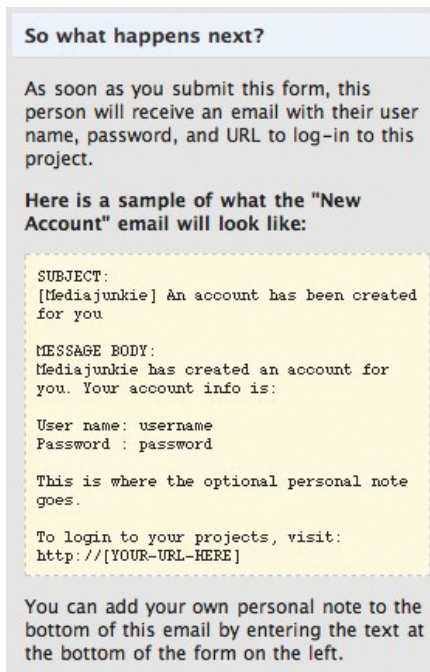 So what happens next?
As soon as you submit this form, this
person will receive an email with their user
name, password, and URL to log-in to this
project.
Here is a sample of what the "New
Account" email will look like:
SUBJECT:
[Mediajunkie] An account has been created
for you
MESSAGE BODY:
Mediajunkie has created an account for
you. Your account info is:
User name: username
Password : password
This is where the optional personal note
goes.
To login to your projects, visit:
http://[YOUR-URL-HERE]
You can add your own personal note to the
bottom of this email by entering the text at
the bottom of the form on the left.